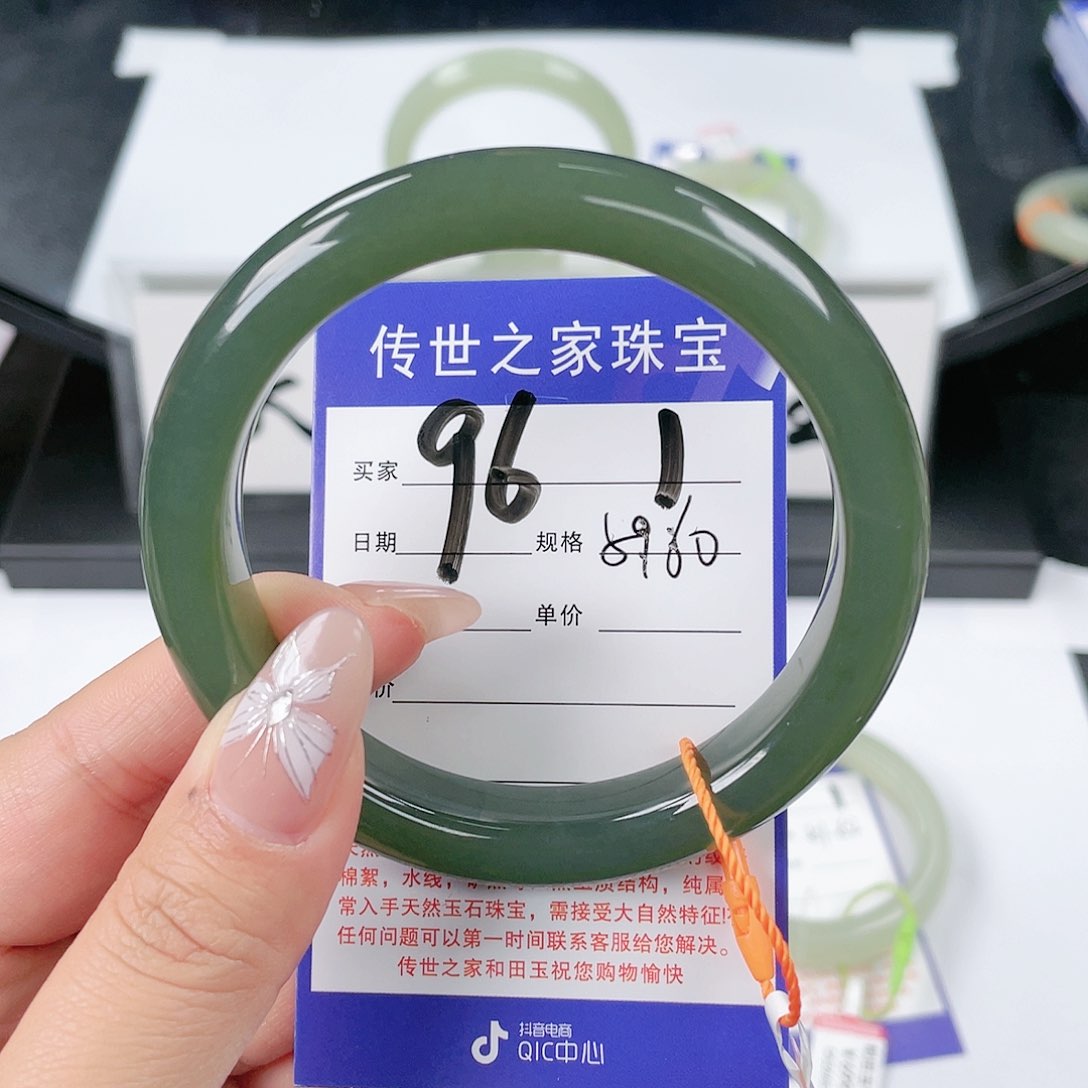 传世之家珠宝
买家 96 1
日期 规格
单价
价
棉絮，水线，
常入手天然玉石珠宝，需接受大自然特征!
任何问题可以第一时间联系客服给您解决。
传世之家和田玉祝您购物愉快
抖音电商
QIC中心